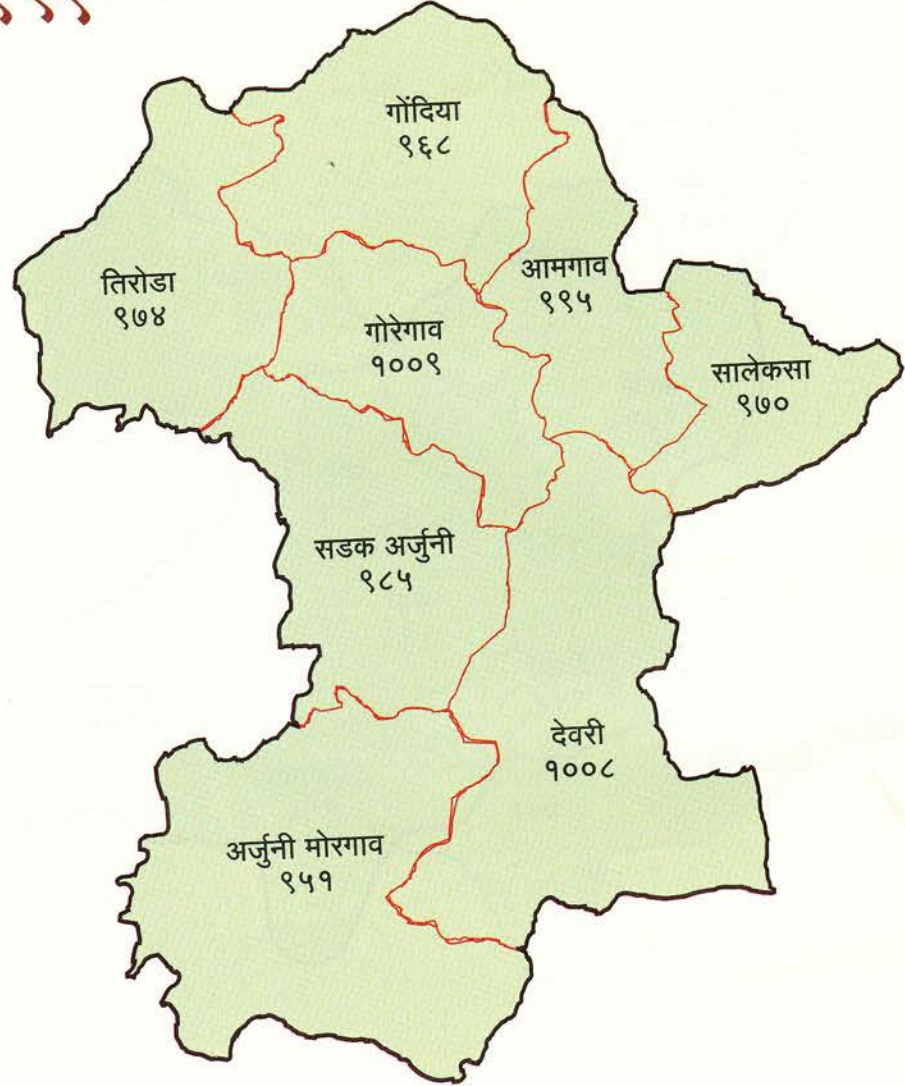 गोंदिया
९६८
तिरोडा
९७४
आमगाव
९९५
गोरेगाव
१००९
सालेकसा
९७०
सडक अर्जुनी
९८५
देवरी
१००८
अर्जुनी मोरगाव
९५१